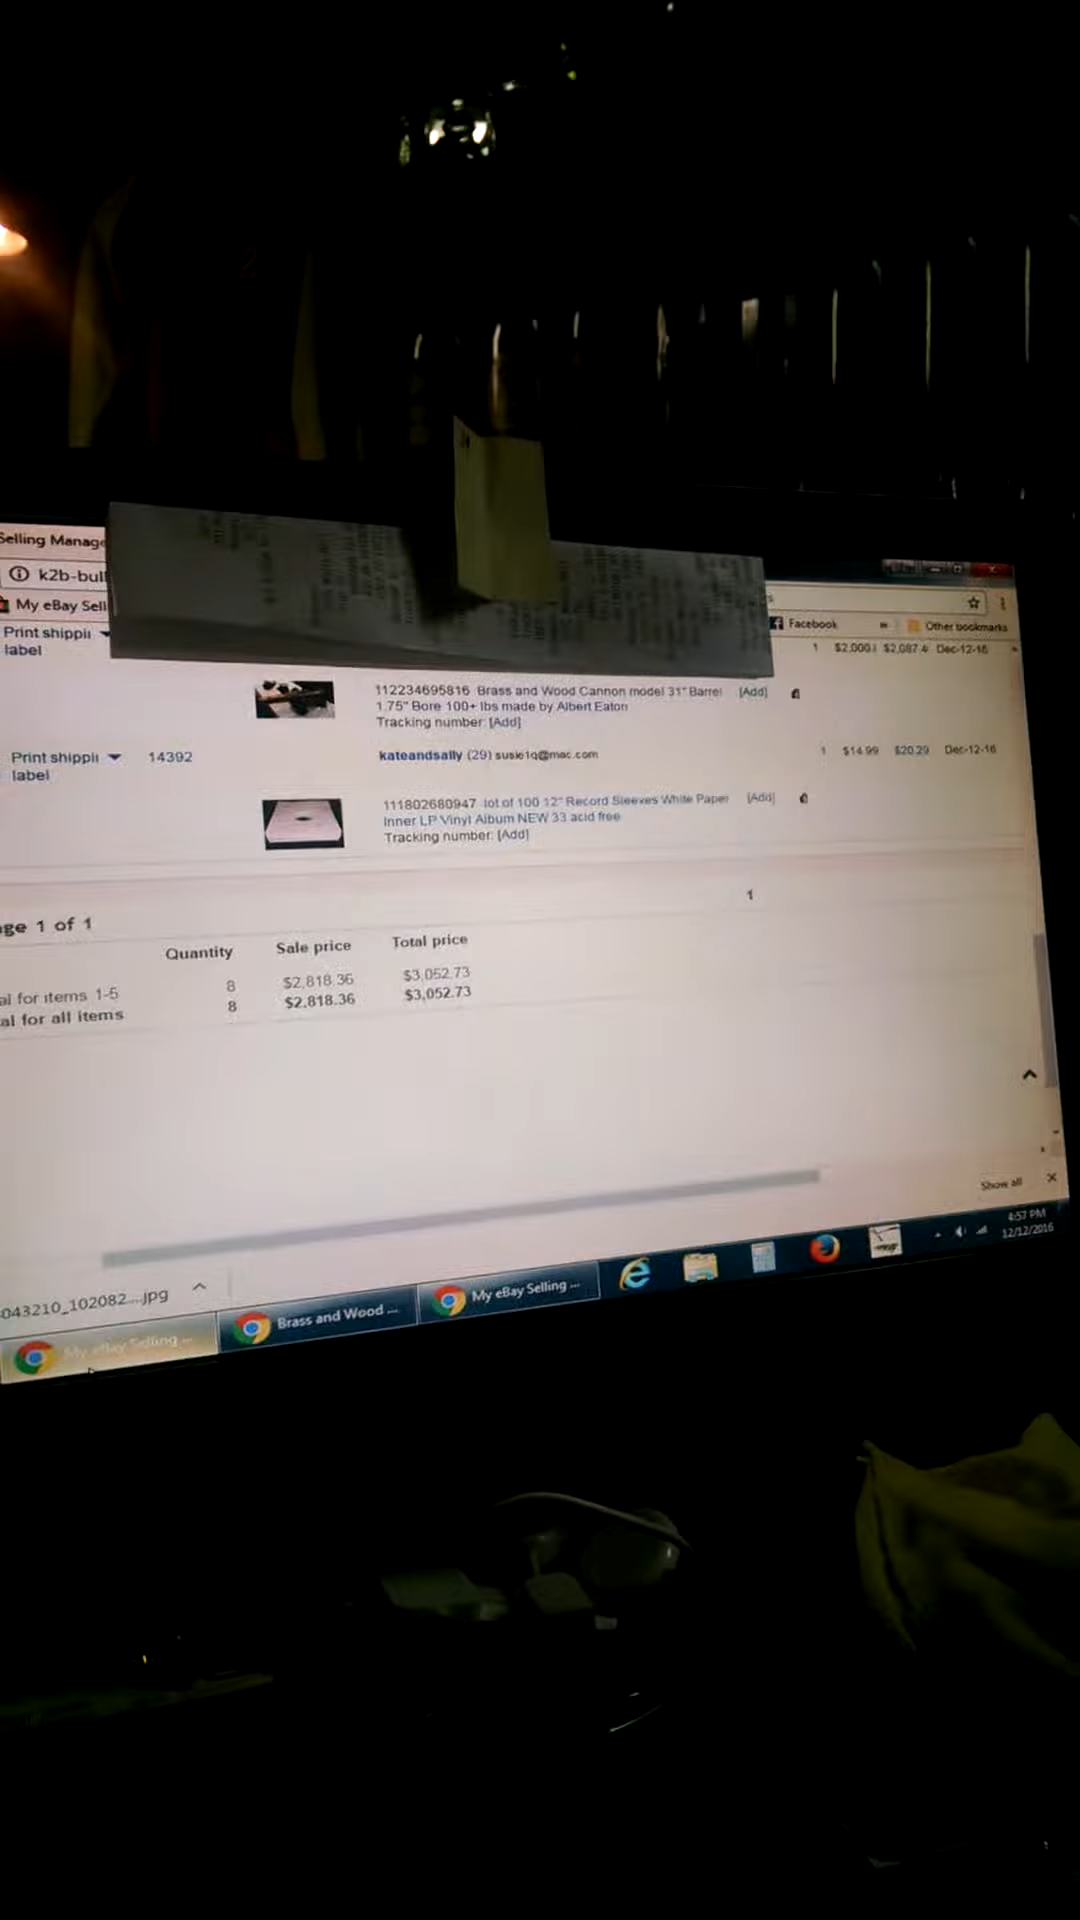 Selling Manage
k2b-bull
My eBay Sell
Facebook
Other bookmarks
Print shippi
label
1 $2,000. $2,087.4 Dec-12-16
112234695816 Brass and Wood Cannon model 31" Barrel [Add]
1.75" Bore 100+ lbs made by Albert Eaton
Tracking number: [Add]
Print shippi 14392 kateandsally (29) susie1q@mac.com 1 $14.99 $20.29 Dec-12-16
label
111802680947 lot of 100 12" Record Sleeves White Paper [Add]
Inner LP Vinyl Album NEW 33 acid free
Tracking number: [Add]
1
ge 1 of 1
Quantity Sale price Total price
al for items 1-5 8 $2,818.36 $3,052.73
al for all items 8 $2,818.36 $3,052.73
Show all
043210_102082....jpg
My eBay Selling ...
Brass and Wood ...
My eBay Selling ...
4:57 PM
12/12/2016